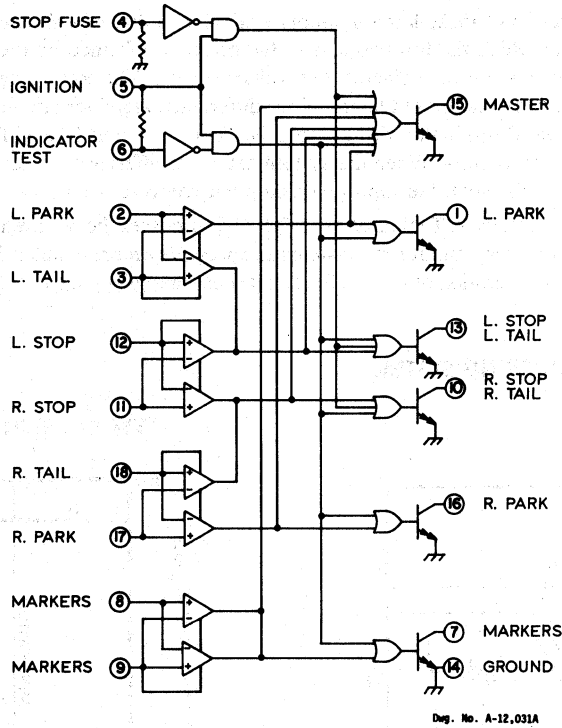 STOP FUSE 4
IGNITION 5
15 MASTER
INDICATOR
TEST 6
L. PARK 2
1 L. PARK
L. TAIL 3
L. STOP 12
13 L. STOP
L. TAIL
R. STOP 11
10 R. STOP
R. TAIL
R. TAIL 18
16 R. PARK
R. PARK 17
MARKERS 8
7 MARKERS
MARKERS 9
14 GROUND
+
−
−
+
+
−
−
+
+
−
−
+
+
−
−
+
Dwg. No. A-12,031A